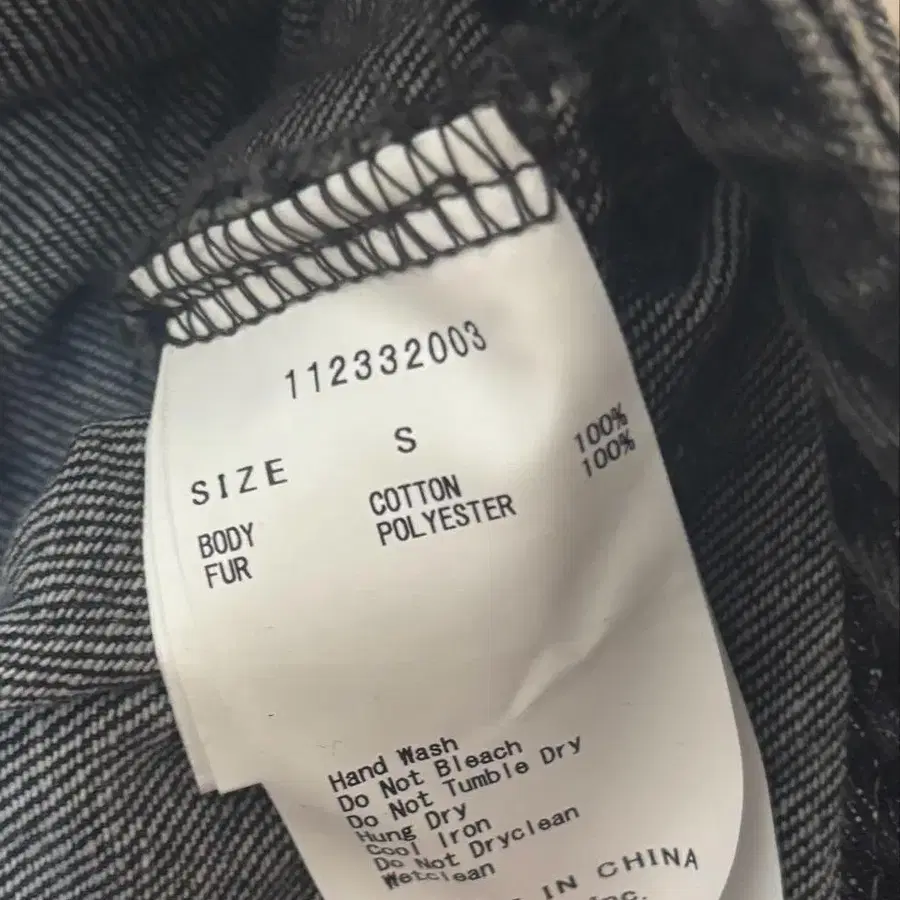 112332003
SIZE S
BODY COTTON 100%
FUR POLYESTER 100%
Hand Wash
Do Not Bleach
Do Not Tumble Dry
Hung Dry
Cool Iron
Do Not Dryclean
Wetclean
IN CHINA
Inc.